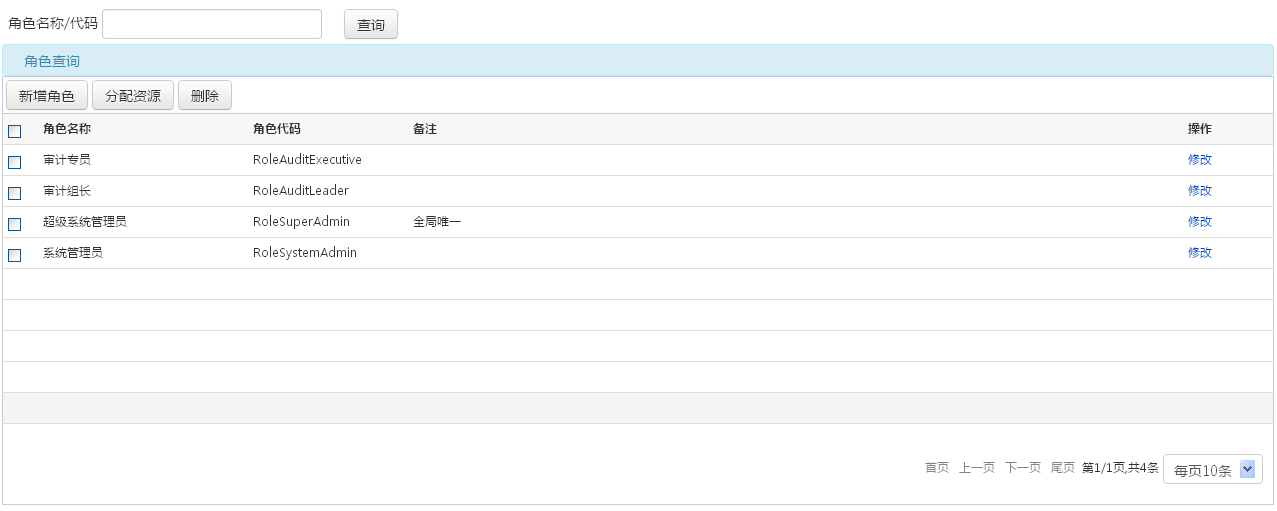 角色名称/代码 查询
角色查询
新增角色 分配资源 删除
角色名称 角色代码 备注 操作
审计专员 RoleAuditExecutive 修改
审计组长 RoleAuditLeader 修改
超级系统管理员 RoleSuperAdmin 全局唯一 修改
系统管理员 RoleSystemAdmin 修改
首页 上一页 下一页 尾页 第1/1页,共4条 每页10条